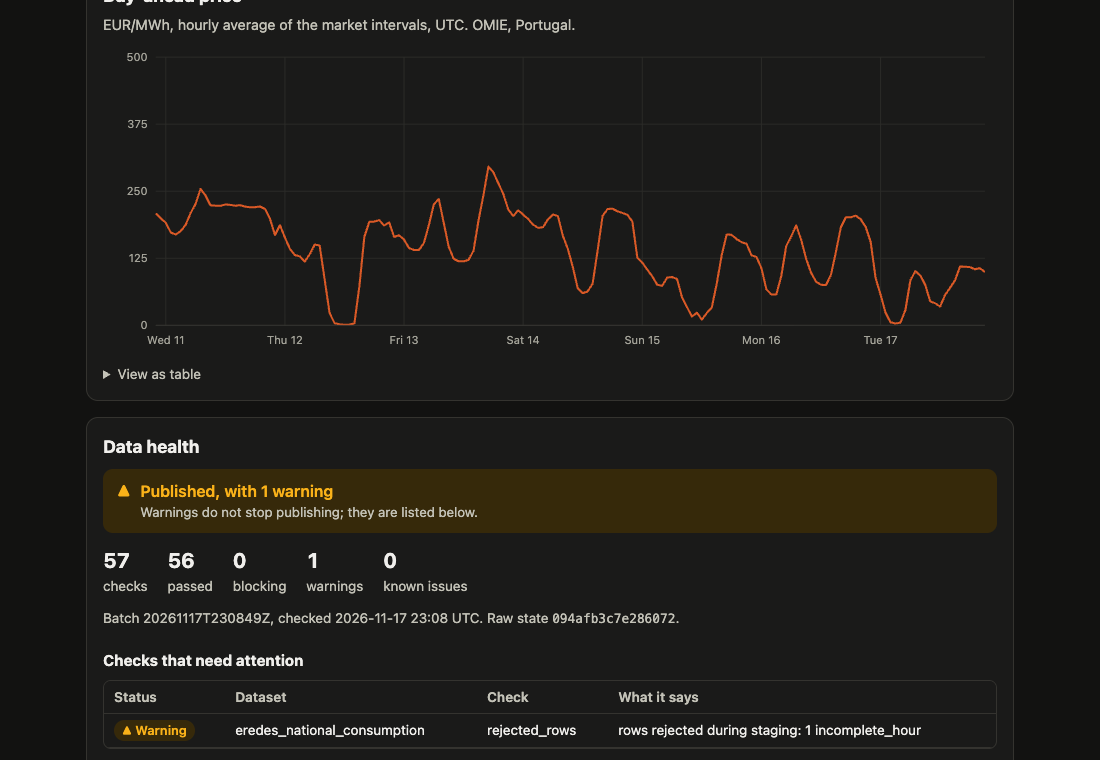 Day-ahead price
EUR/MWh, hourly average of the market intervals, UTC. OMIE, Portugal.
500
375
250
125
0
Wed 11 Thu 12 Fri 13 Sat 14 Sun 15 Mon 16 Tue 17
View as table
Data health
Published, with 1 warning
Warnings do not stop publishing; they are listed below.
57 56 0 1 0
checks passed blocking warnings known issues
Batch 20261117T230849Z, checked 2026-11-17 23:08 UTC. Raw state 094afb3c7e286072.
Checks that need attention
Status Dataset Check What it says
Warning eredes_national_consumption rejected_rows rows rejected during staging: 1 incomplete_hour